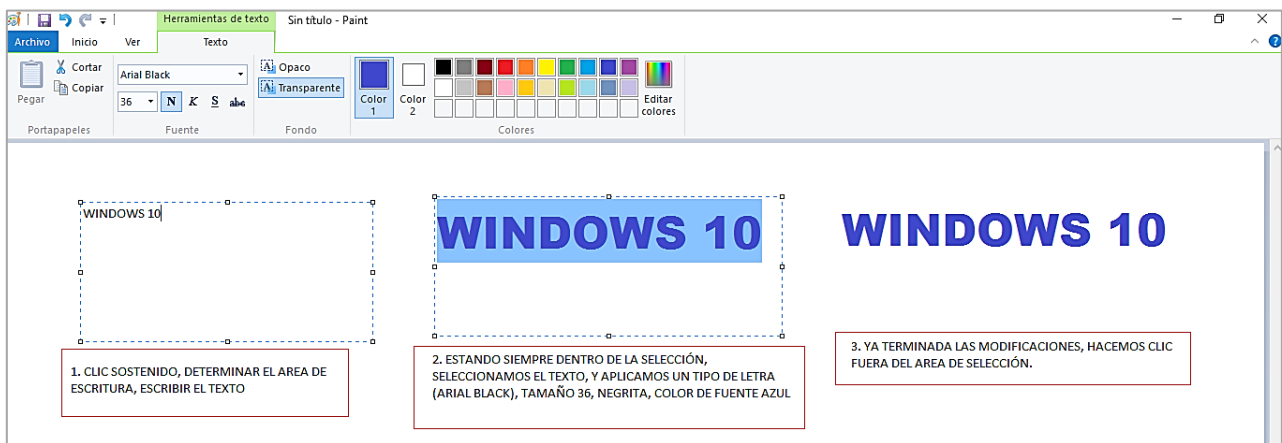 Herramientas de texto
Sin título - Paint
Archivo
Inicio
Ver
Texto
Pegar
Cortar
Copiar
Portapapeles
Arial Black
36
N K S abc
Fuente
Opaco
Transparente
Fondo
Color
1
Color
2
Editar
colores
Colores
WINDOWS 10
WINDOWS 10
WINDOWS 10
1. CLIC SOSTENIDO, DETERMINAR EL AREA DE
ESCRITURA, ESCRIBIR EL TEXTO
2. ESTANDO SIEMPRE DENTRO DE LA SELECCIÓN,
SELECCIONAMOS EL TEXTO, Y APLICAMOS UN TIPO DE LETRA
(ARIAL BLACK), TAMAÑO 36, NEGRITA, COLOR DE FUENTE AZUL
3. YA TERMINADA LAS MODIFICACIONES, HACEMOS CLIC
FUERA DEL AREA DE SELECCIÓN.